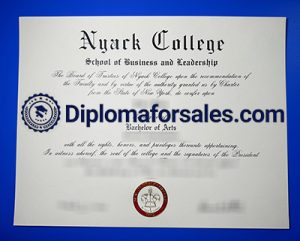 Nyack College
School of Business and Leadership
The Board of Trustees of Nyack College upon the recommendation of
the Faculty and by virtue of the authority granted us by Charter
from the State of New York, do confer upon
Diplomaforsales.com
Bachelor of Arts
with all the rights, honors, and privileges thereunto appertaining.
In witness whereof, the seal of the college and the signatures of the President